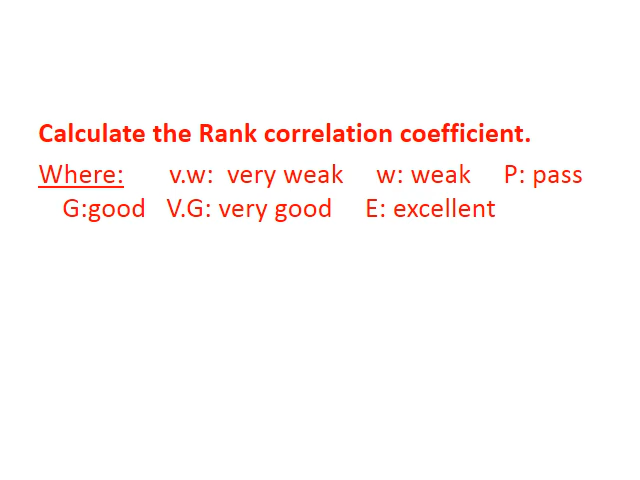 Calculate the Rank correlation coefficient.
Where: v.w: very weak w: weak P: pass
G:good V.G: very good E: excellent